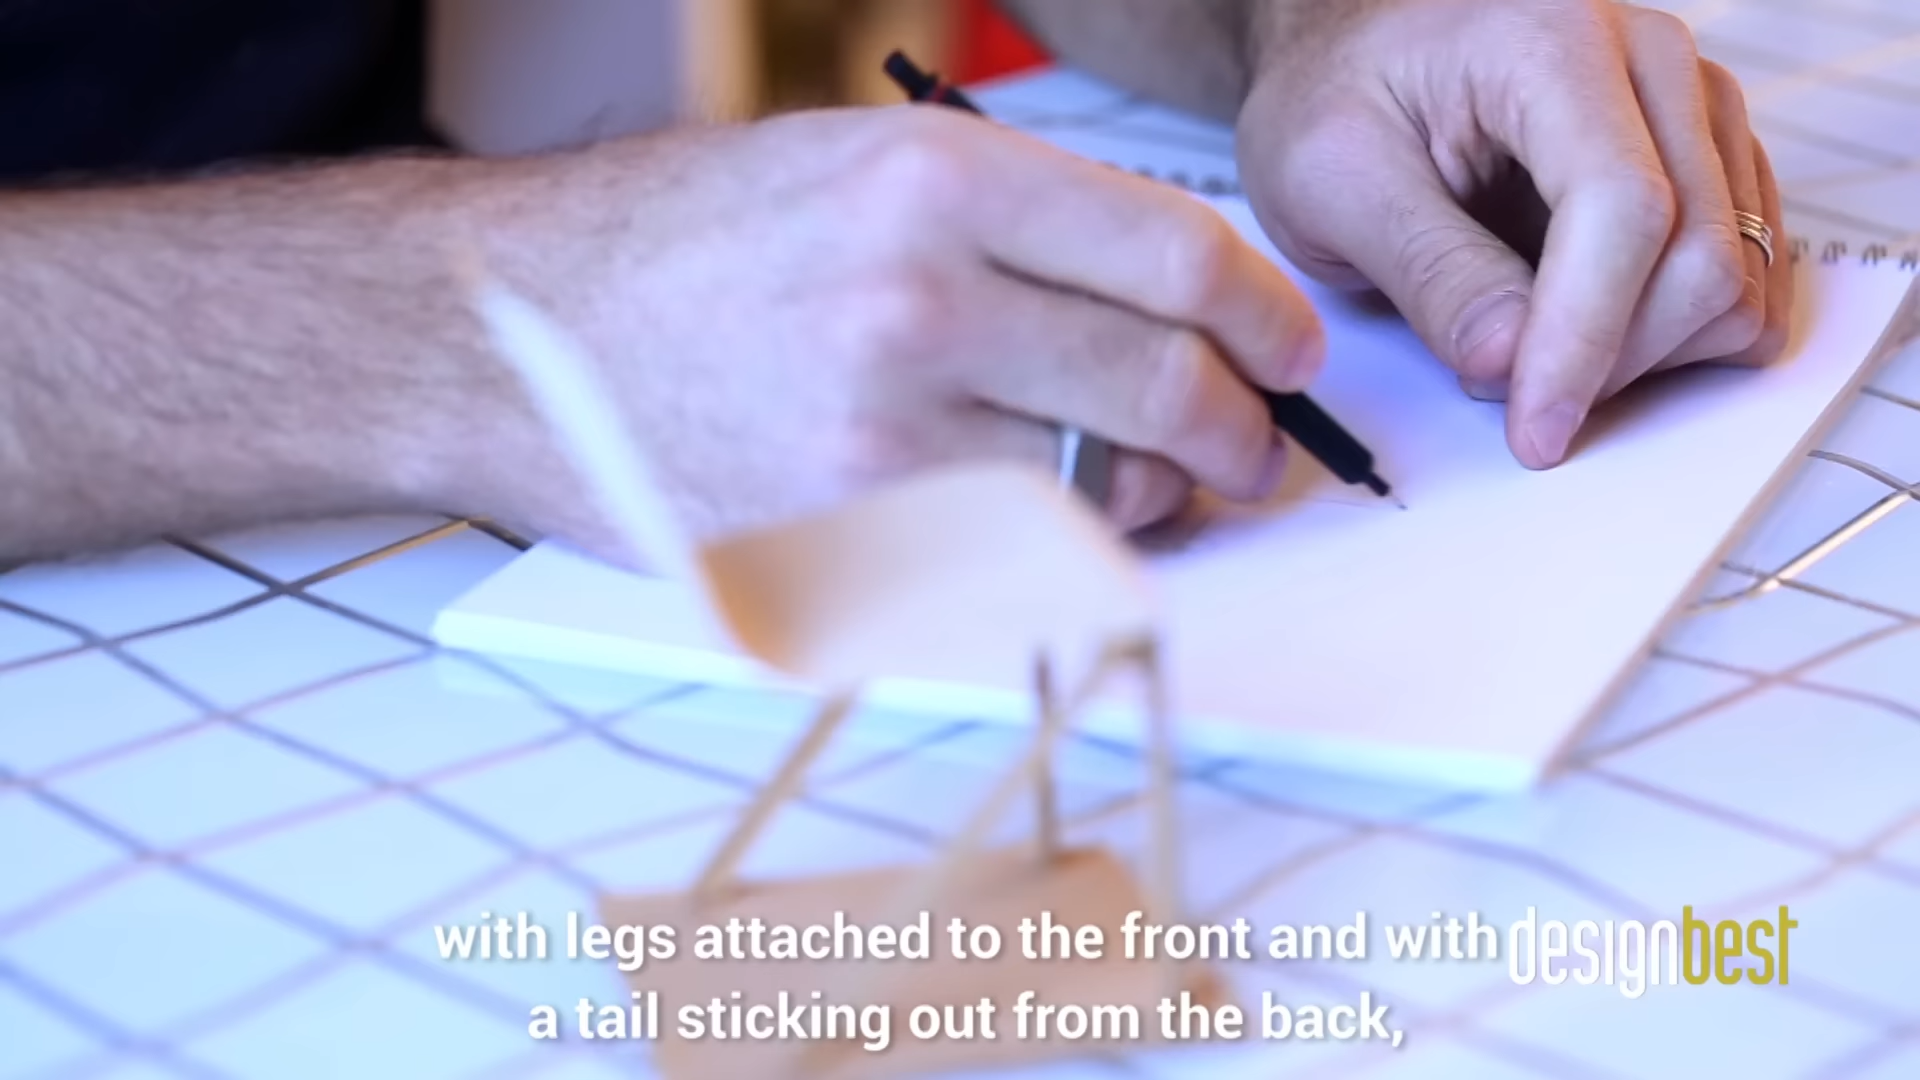 with legs attached to the front and with
a tail sticking out from the back,
designbest